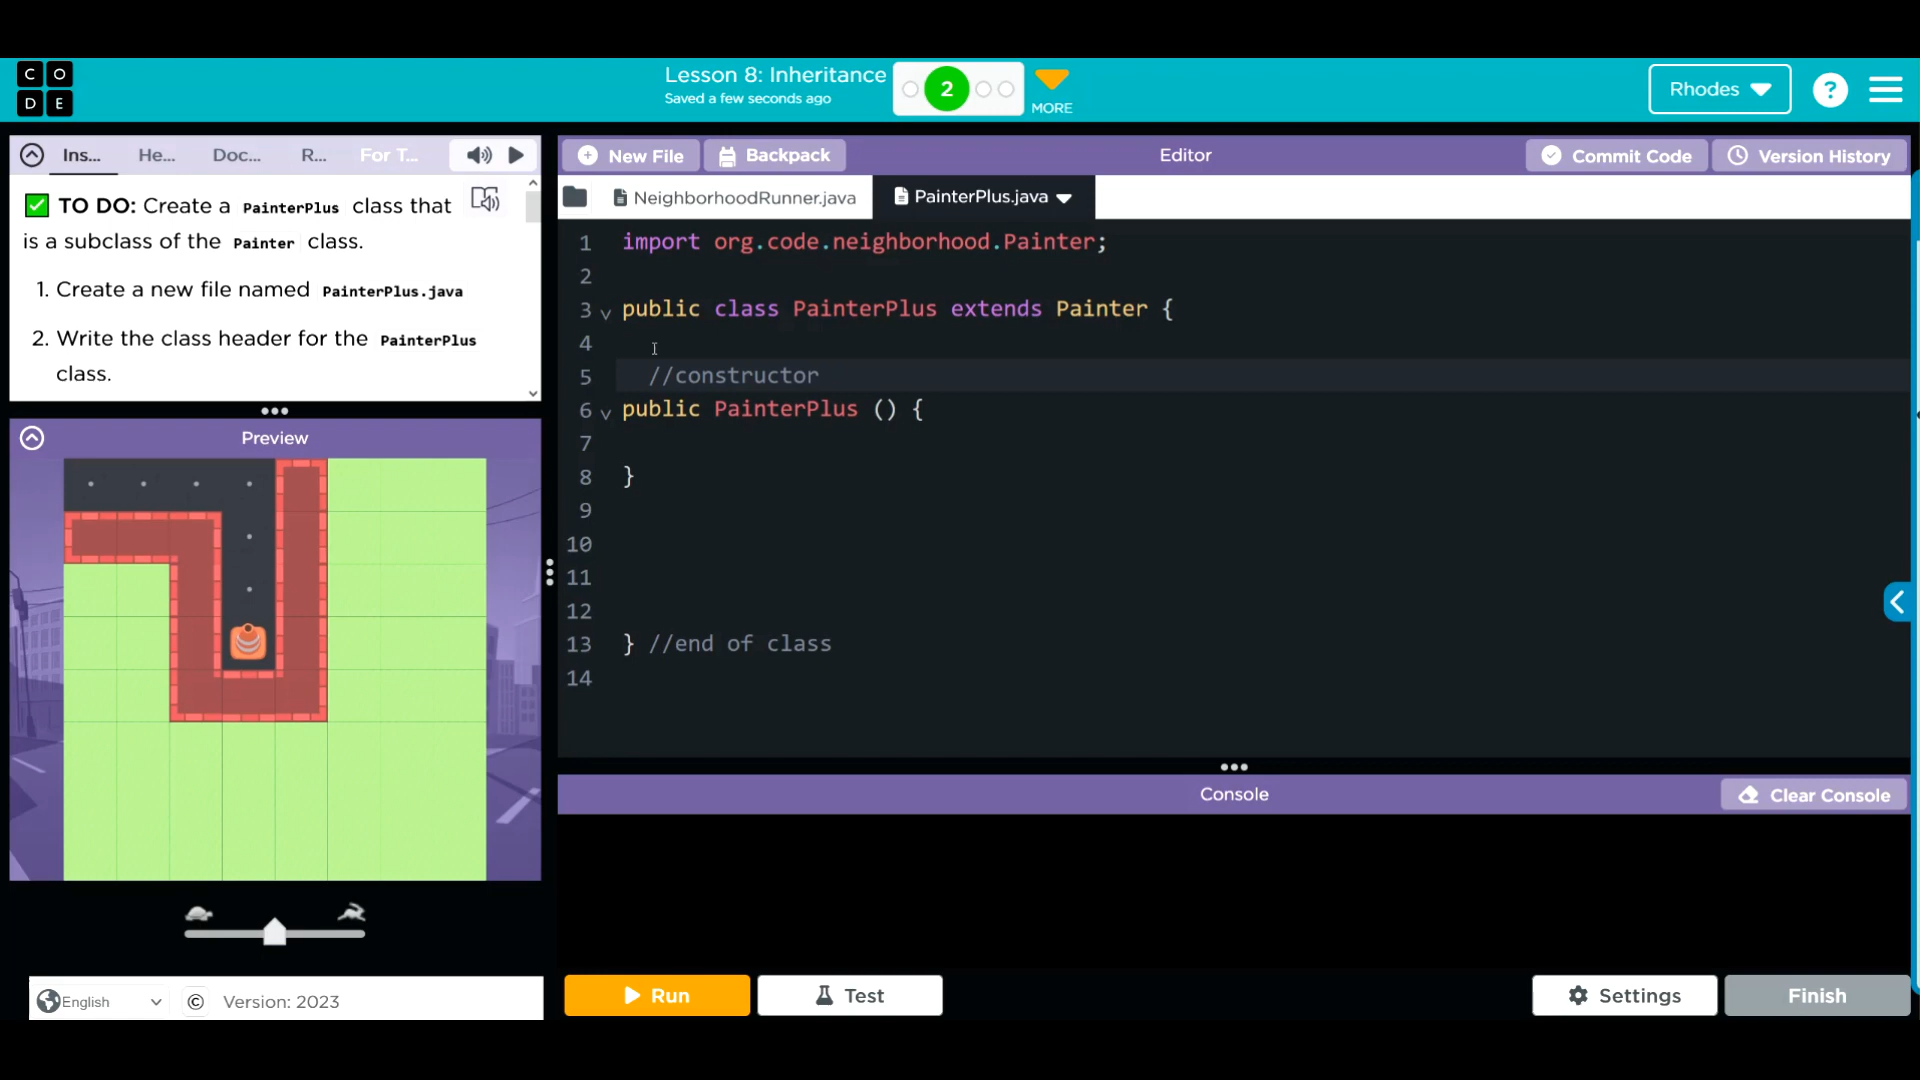 C O
D E
Lesson 8: Inheritance
Saved a few seconds ago
2
MORE
Rhodes
?
Ins...
He...
Doc...
R...
For T...
TO DO: Create a PainterPlus class that
is a subclass of the Painter class.
1. Create a new file named PainterPlus.java
2. Write the class header for the PainterPlus
class.
Preview
English
© Version: 2023
New File
Backpack
Editor
Commit Code
Version History
NeighborhoodRunner.java
PainterPlus.java
1 import org.code.neighborhood.Painter;
2
3 public class PainterPlus extends Painter {
4
5 //constructor
6 public PainterPlus () {
7
8 }
9
10
11
12
13 } //end of class
14
Console
Clear Console
Run
Test
Settings
Finish